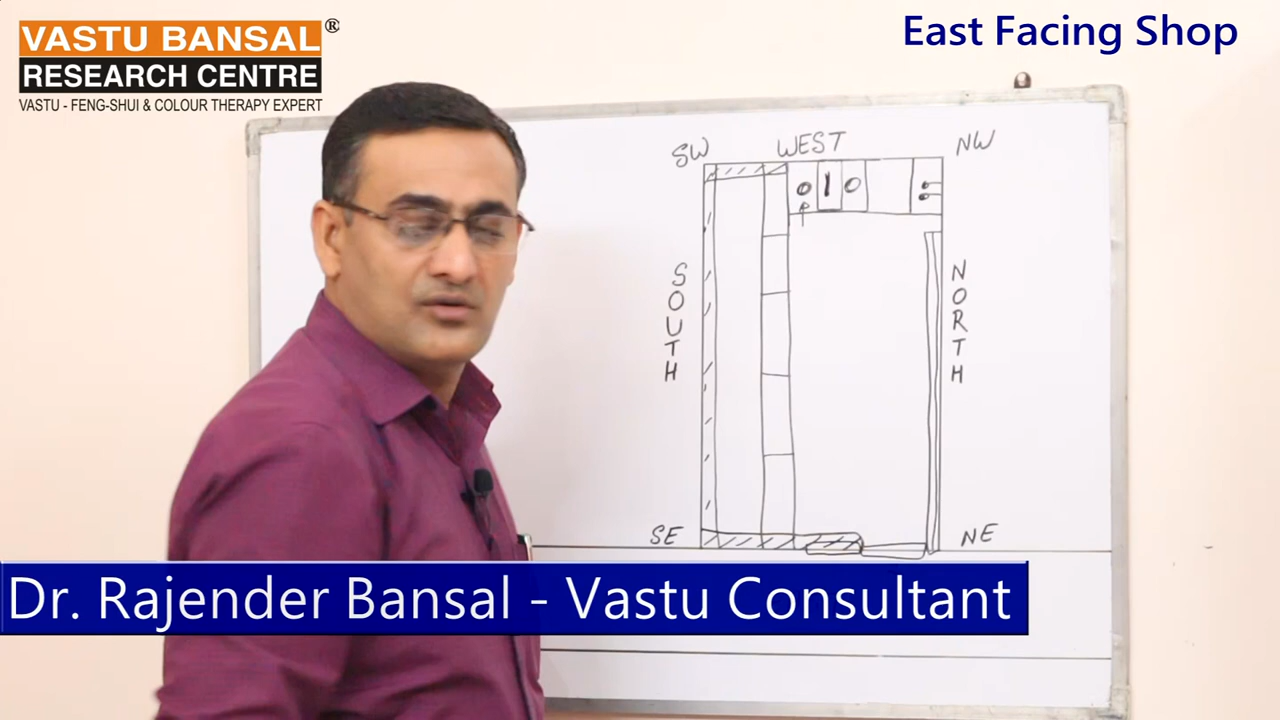 VASTU BANSAL®
RESEARCH CENTRE
VASTU - FENG-SHUI & COLOUR THERAPY EXPERT
East Facing Shop
SW WEST NW
SOUTH
NORTH
SE NE
Dr. Rajender Bansal - Vastu Consultant